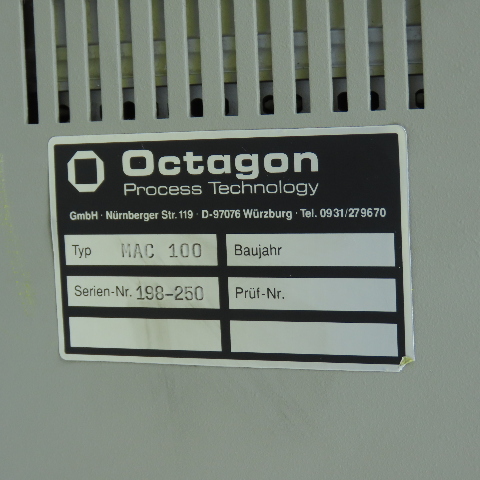 Octagon
Process Technology
GmbH · Nürnberger Str. 119 · D-97076 Würzburg · Tel. 0931/279670
Typ MAC 100 Baujahr
Serien-Nr. 198-250 Prüf-Nr.